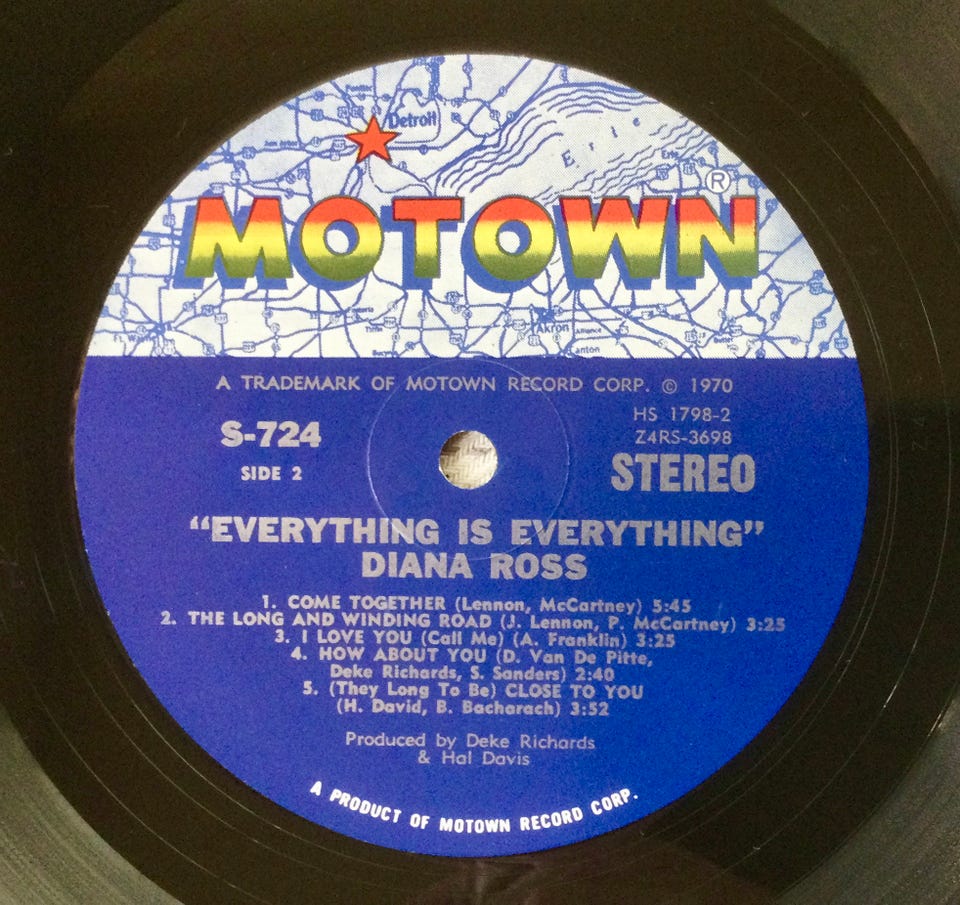 Detroit
Erie
Erie
®
MOTOWN
Akron
Alliance
A TRADEMARK OF MOTOWN RECORD CORP. © 1970
HS 1798-2
S-724
Z4RS-3698
SIDE 2
STEREO
“EVERYTHING IS EVERYTHING”
DIANA ROSS
1. COME TOGETHER (Lennon, McCartney) 5:45
2. THE LONG AND WINDING ROAD (J. Lennon, P. McCartney) 3:25
3. I LOVE YOU (Call Me) (A. Franklin) 3:25
4. HOW ABOUT YOU (D. Van De Pitte,
Deke Richards, S. Sanders) 2:40
5. (They Long To Be) CLOSE TO YOU
(H. David, B. Bacharach) 3:52
Produced by Deke Richards
& Hal Davis
A PRODUCT OF MOTOWN RECORD CORP.